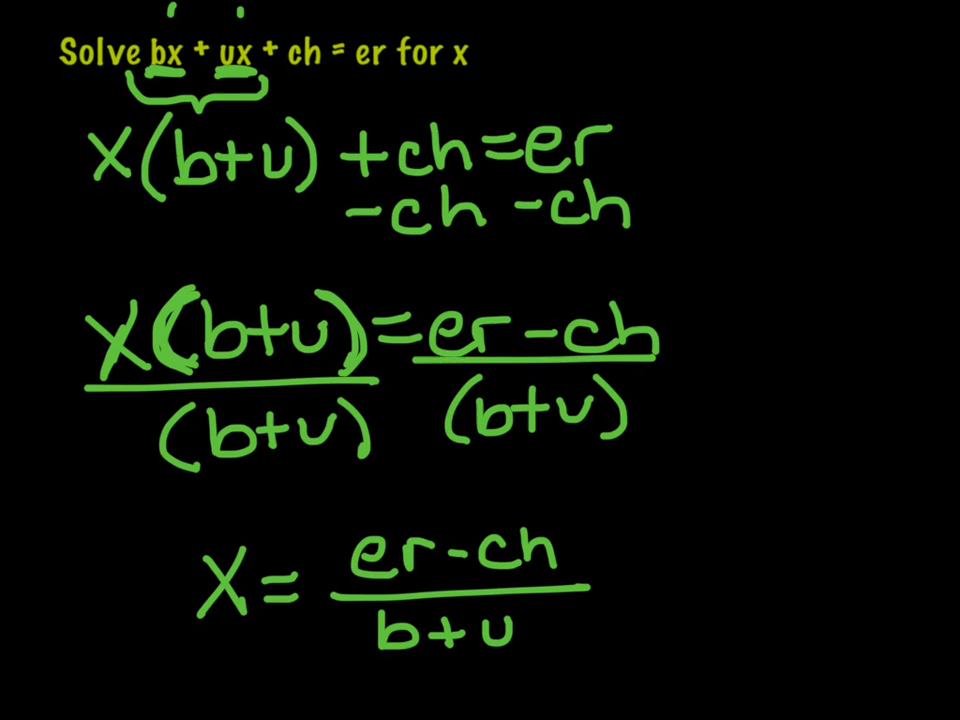 Solve bx + ux + ch = er for x
x(b+u) +ch=er
-ch -ch
x(b+u)=er-ch
(b+u) (b+u)
x= er-ch
b+u